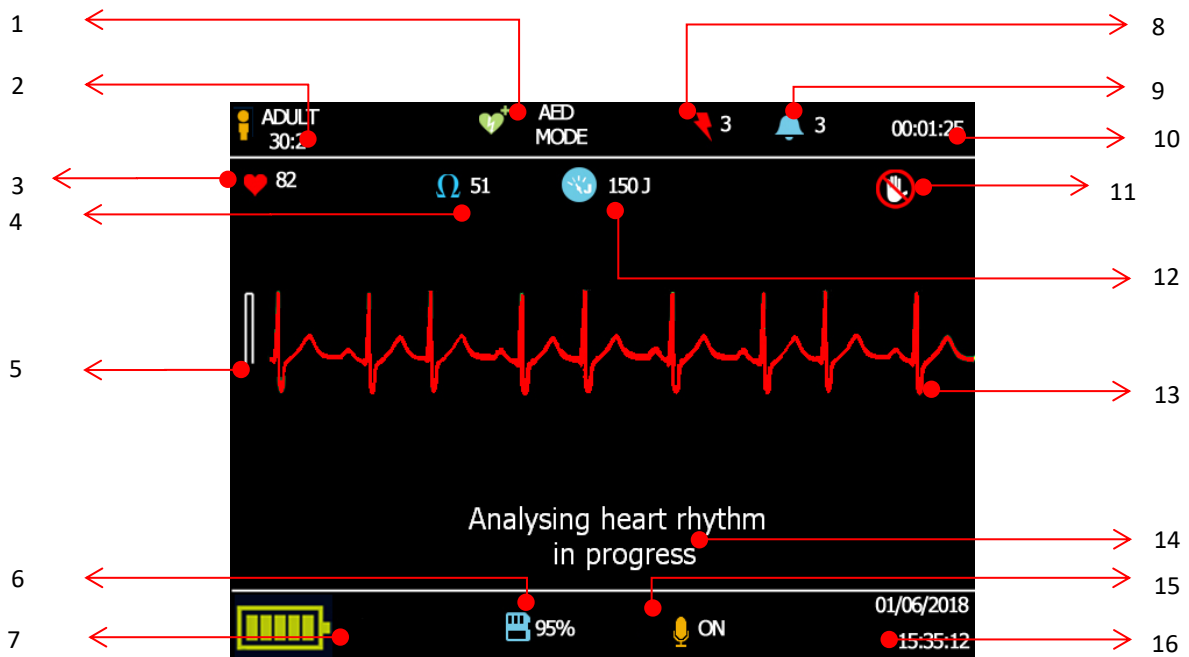 1
8
2
9
ADULT
30:2
AED
MODE
3
3
00:01:25
10
3
82
Ω 51
J
150 J
11
4
12
5
13
Analysing heart rhythm
in progress
14
6
15
01/06/2018
7
95%
ON
15:35:12
16